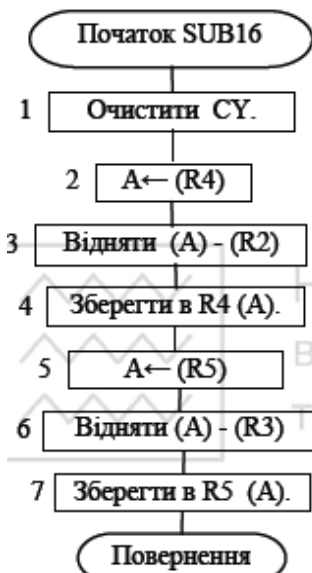 Початок SUB16
1 Очистити CY.
2 A← (R4)
3 Відняти (A) - (R2)
4 Зберегти в R4 (A).
5 A← (R5)
6 Відняти (A) - (R3)
7 Зберегти в R5 (A).
Повернення